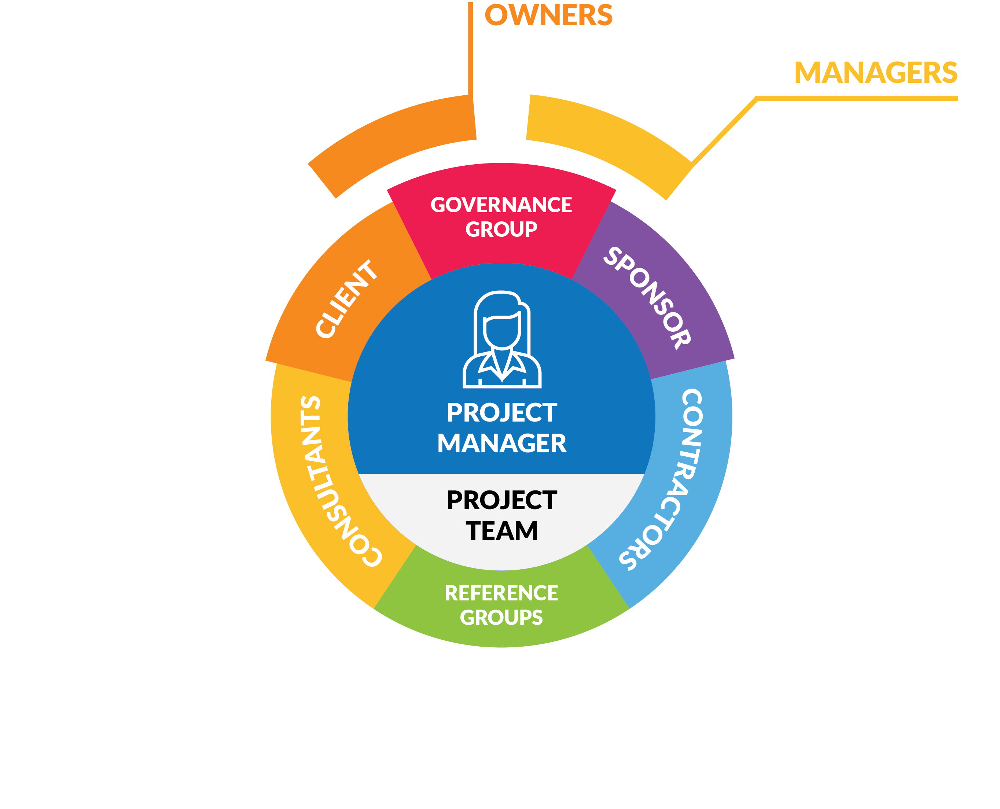 OWNERS
MANAGERS
GOVERNANCE
GROUP
CLIENT
SPONSOR
PROJECT
MANAGER
CONSULTANTS
CONTRACTORS
PROJECT
TEAM
REFERENCE
GROUPS